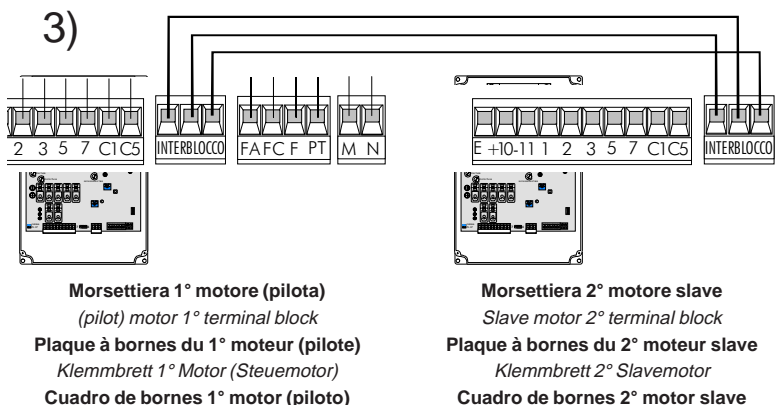 3)
2 3 5 7 C1 C5
INTERBLOCCO
FA FC F PT
M N
E +10-11 1 2 3 5 7 C1 C5
INTERBLOCCO
Morsettiera 1° motore (pilota)
(pilot) motor 1° terminal block
Plaque à bornes du 1° moteur (pilote)
Klemmbrett 1° Motor (Steuemotor)
Cuadro de bornes 1° motor (piloto)
Morsettiera 2° motore slave
Slave motor 2° terminal block
Plaque à bornes du 2° moteur slave
Klemmbrett 2° Slavemotor
Cuadro de bornes 2° motor slave